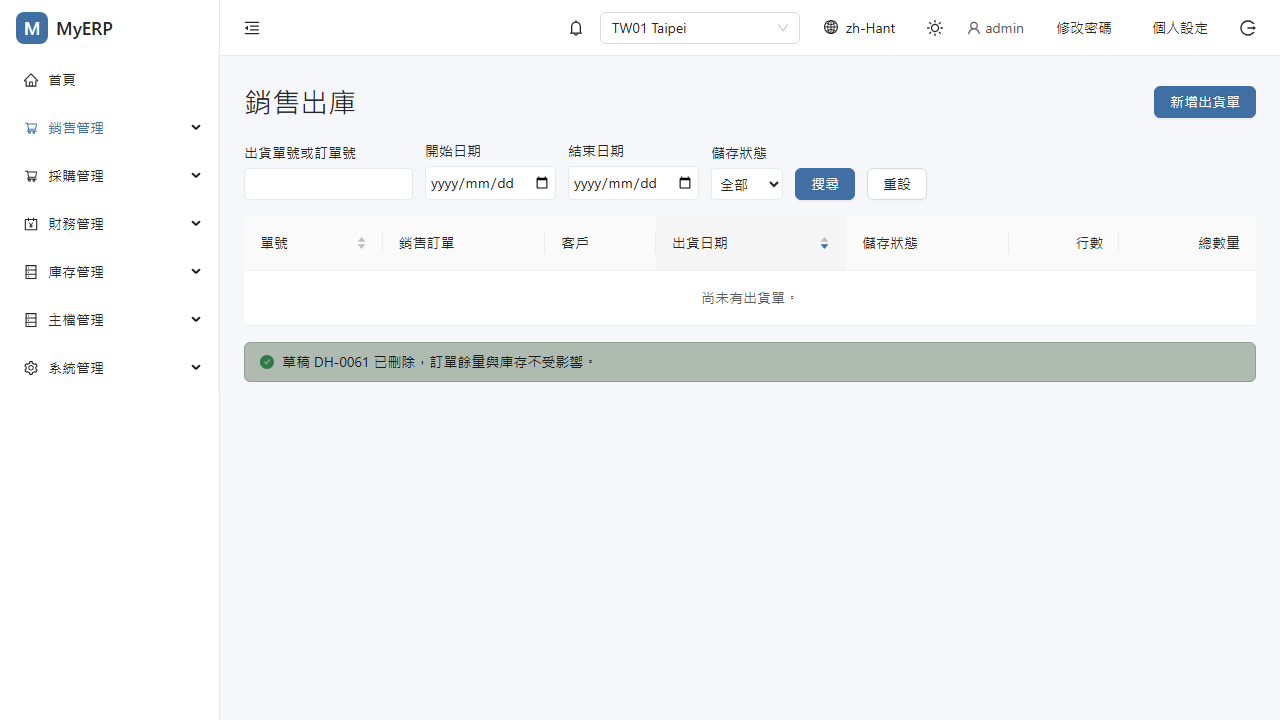 M MyERP
TW01 Taipei
zh-Hant
admin
修改密碼
個人設定
首頁
銷售管理
採購管理
財務管理
庫存管理
主檔管理
系統管理
銷售出庫
新增出貨單
出貨單號或訂單號
開始日期
結束日期
儲存狀態
yyyy/mm/dd
yyyy/mm/dd
全部
搜尋
重設
單號
銷售訂單
客戶
出貨日期
儲存狀態
行數
總數量
尚未有出貨單。
草稿 DH-0061 已刪除，訂單餘量與庫存不受影響。